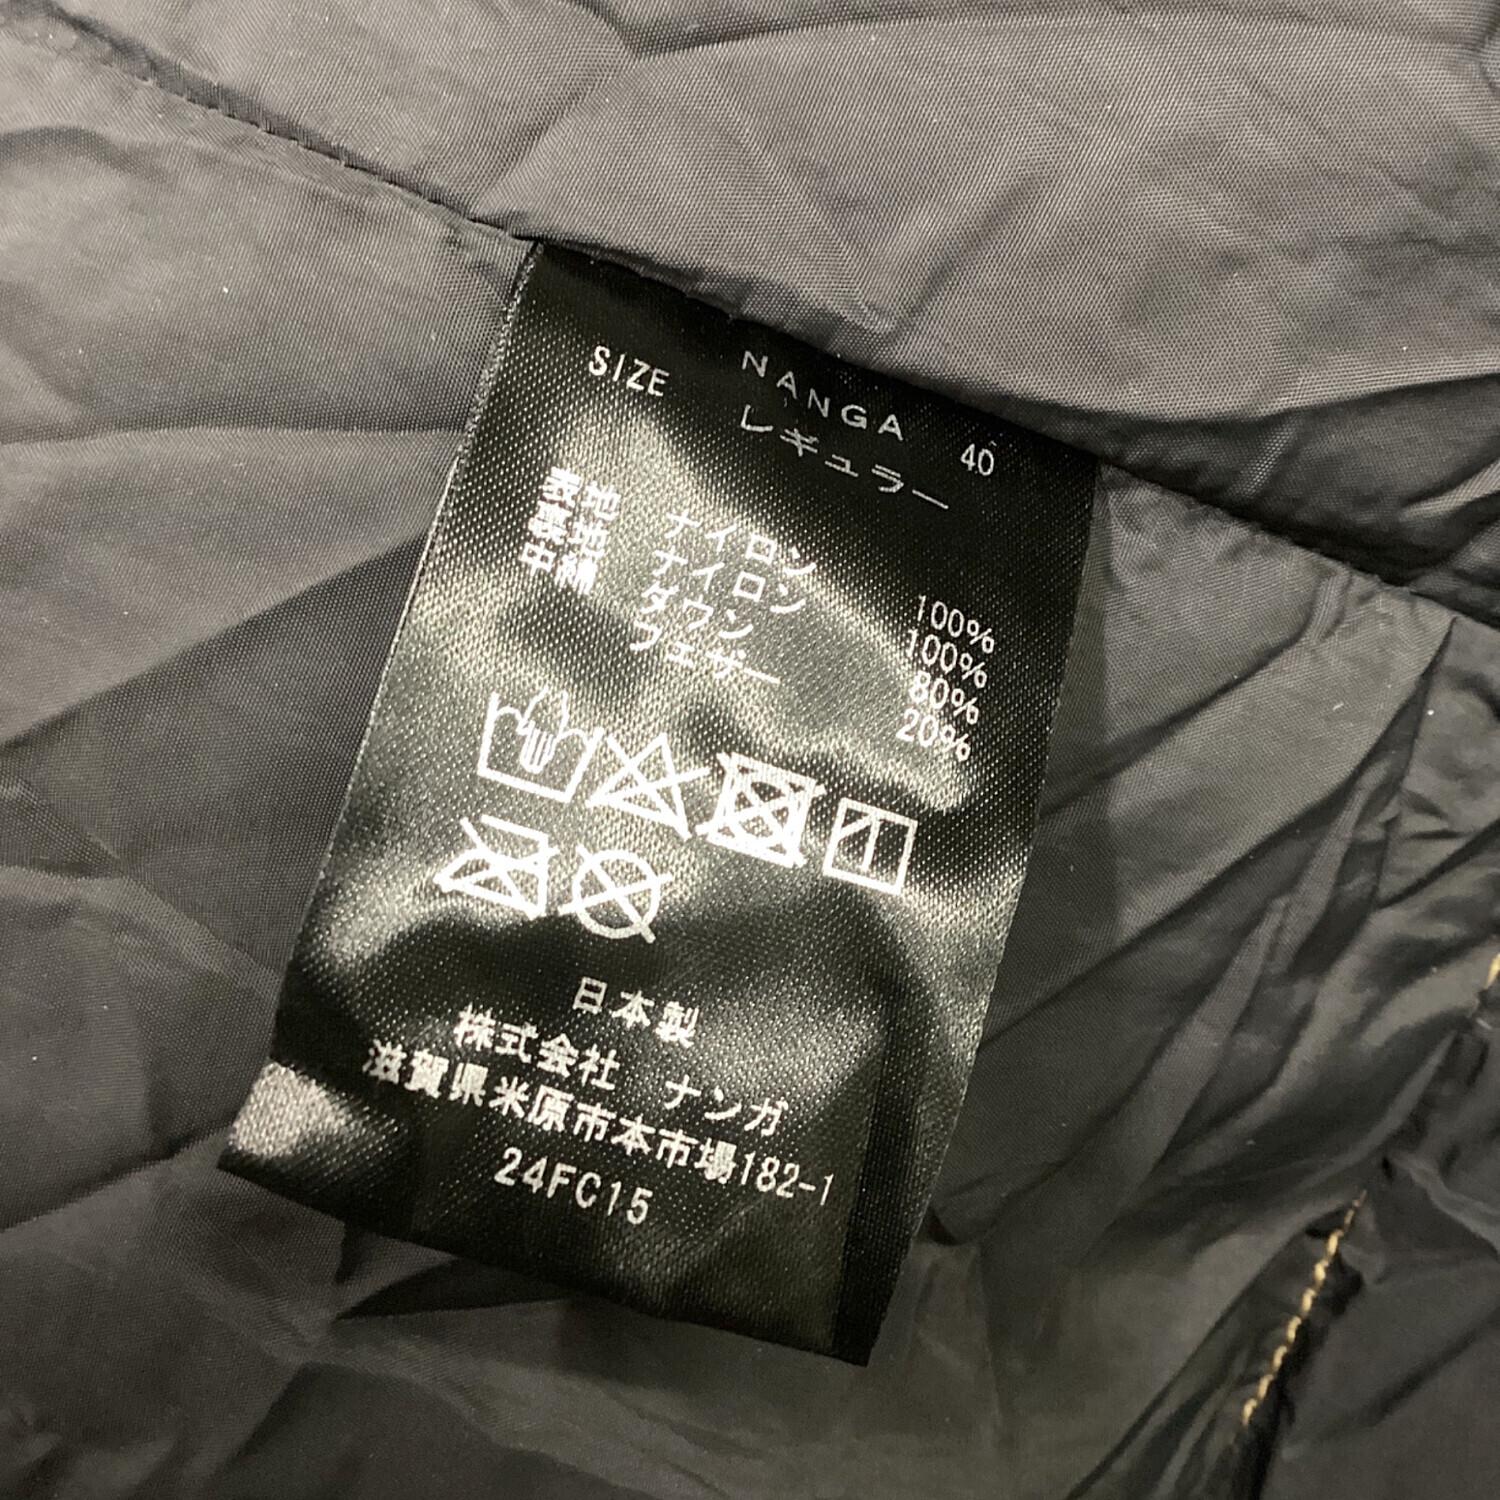 NANGA
SIZE レギュラー 40
表地 ナイロン 100%
裏地 ナイロン 100%
中綿 ダウン 80%
フェザー 20%
日本製
株式会社 ナンガ
滋賀県米原市本市場182-1
24FC15